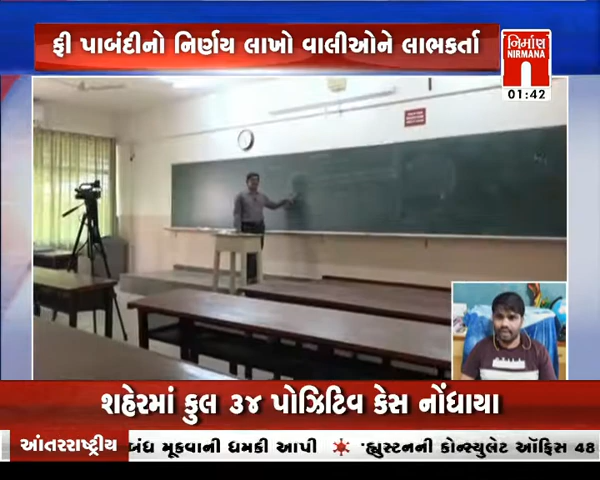 ફી પાબંદીનો નિર્ણય લાખો વાલીઓને લાભકર્તા
નિર્માણ
NIRMANA
01:42
શહેરમાં કુલ ૩૪ પોઝિટિવ કેસ નોંધાયા
આંતરરાષ્ટ્રીય બંધ મૂકવાની ધમકી આપી 'હ્યુસ્ટનની કોન્સ્યુલેટ ઑફિસ 48